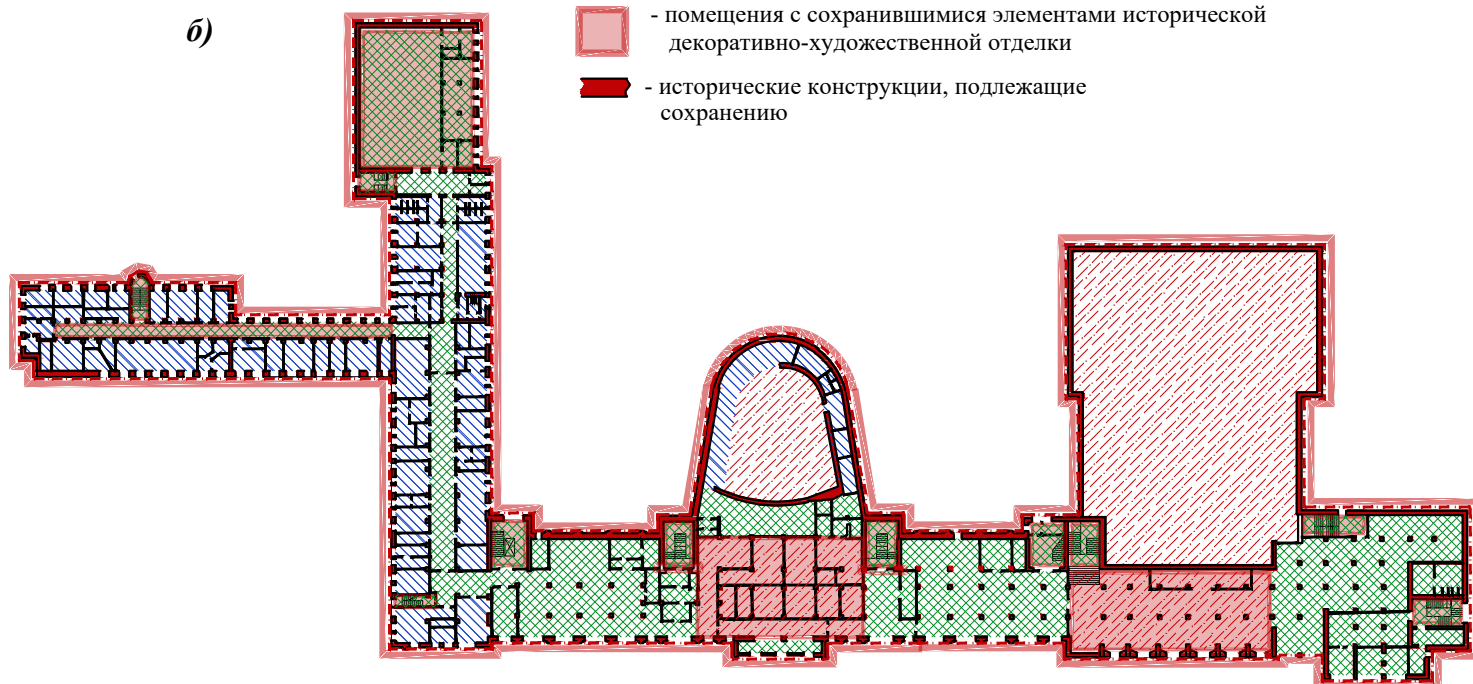 б)
- помещения с сохранившимися элементами исторической
декоративно-художественной отделки
- исторические конструкции, подлежащие
сохранению